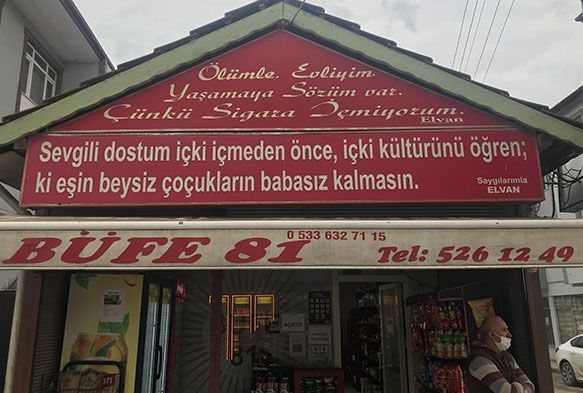 Ölümle, Evliyim.
Yaşamaya Sözüm var.
Çünkü Sigara İçmiyorum.
Elvan
Sevgili dostum içki içmeden önce, içki kültürünü öğren;
ki eşin beysiz çoçukların babasız kalmasın.
Saygılarımla
ELVAN
BÜFE 81
0 533 632 71 15
Tel: 526 12 49
AÇIKTIR